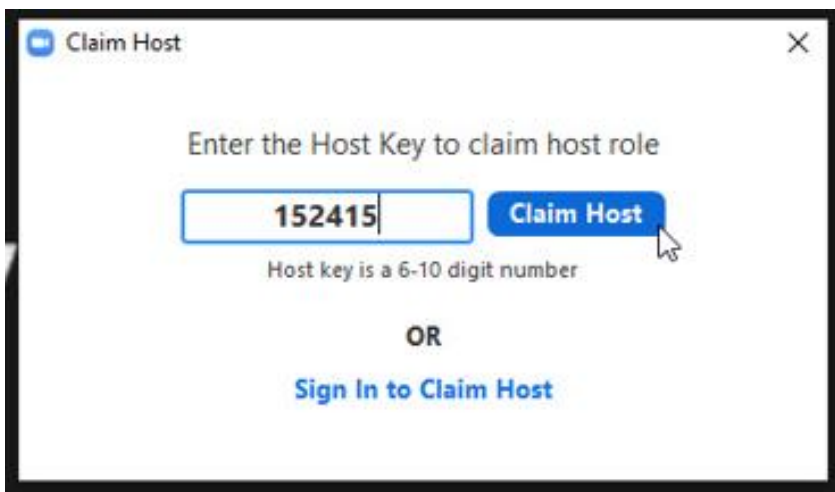 Claim Host
Enter the Host Key to claim host role
152415 Claim Host
Host key is a 6-10 digit number
OR
Sign In to Claim Host